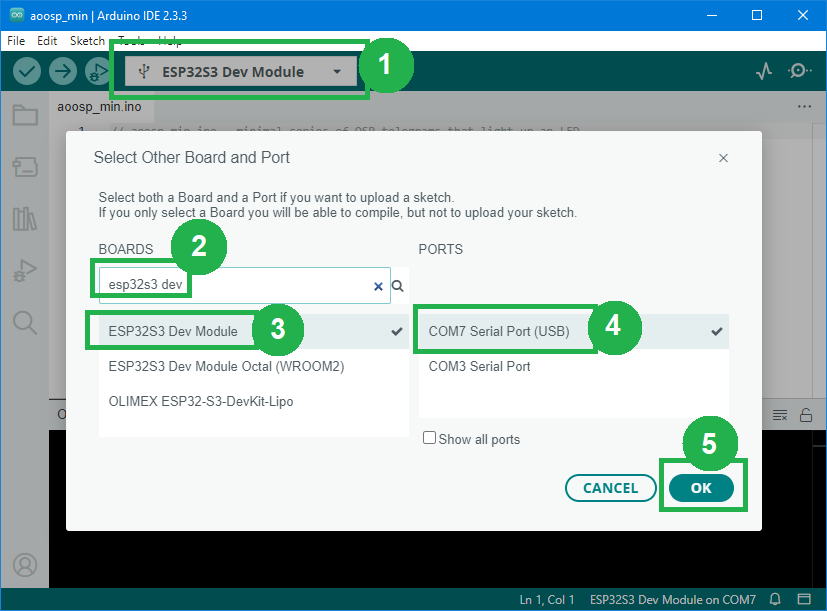 aoosp_min | Arduino IDE 2.3.3
File Edit Sketch Tools Help
ESP32S3 Dev Module
1
aoosp_min.ino
1 // aoosp_min.ino - minimal series of OSP telegrams that light up an LED
Select Other Board and Port
Select both a Board and a Port if you want to upload a sketch.
If you only select a Board you will be able to compile, but not to upload your sketch.
BOARDS
2
PORTS
esp32s3 dev
ESP32S3 Dev Module
3
COM7 Serial Port (USB)
4
ESP32S3 Dev Module Octal (WROOM2)
COM3 Serial Port
OLIMEX ESP32-S3-DevKit-Lipo
Show all ports
5
CANCEL
OK
Ln 1, Col 1 ESP32S3 Dev Module on COM7